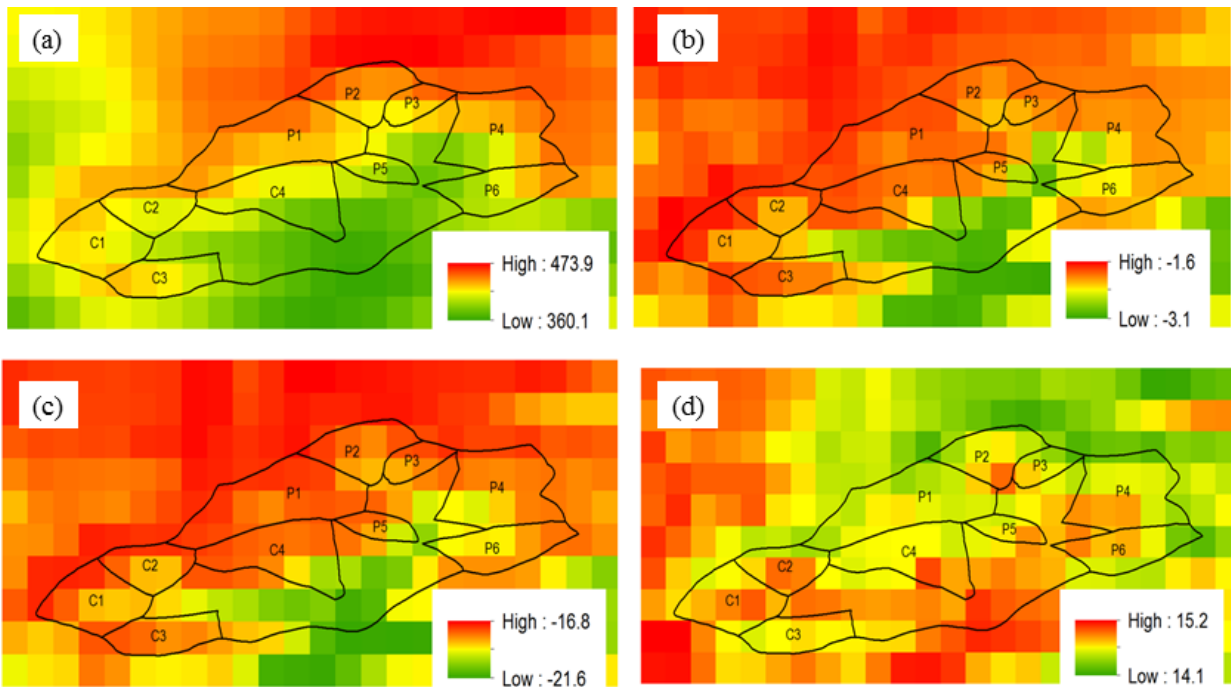 (a)
P2
P3
P1
P4
P5
C4
P6
C2
C1
C3
High : 473.9
Low : 360.1
(b)
P2
P3
P1
P4
P5
C4
P6
C2
C1
C3
High : -1.6
Low : -3.1
(c)
P2
P3
P1
P4
P5
C4
P6
C2
C1
C3
High : -16.8
Low : -21.6
(d)
P2
P3
P1
P4
P5
C4
P6
C2
C1
C3
High : 15.2
Low : 14.1